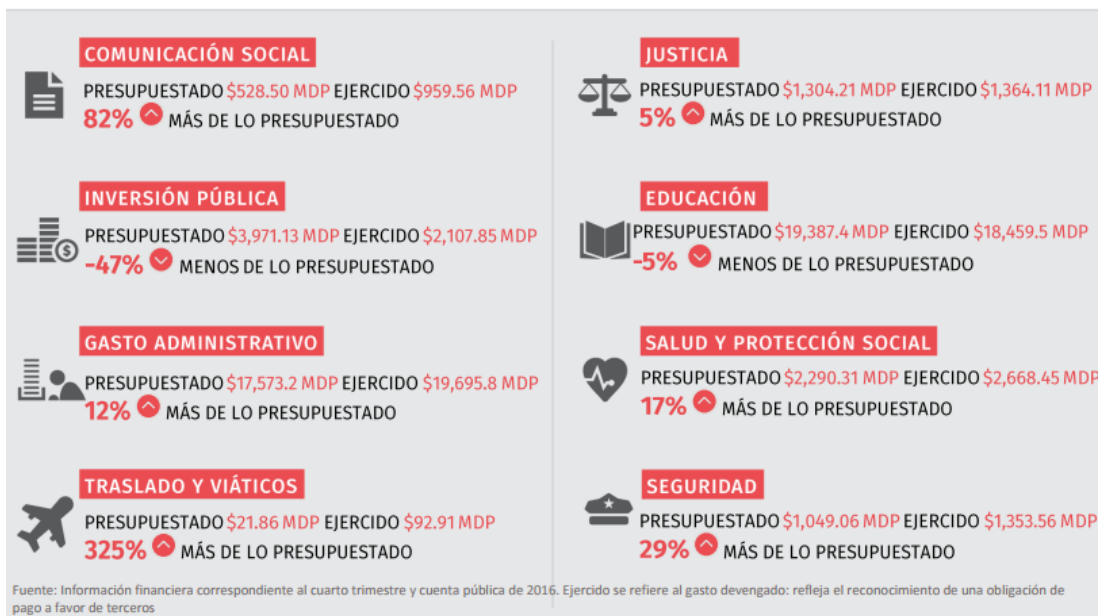 COMUNICACIÓN SOCIAL
PRESUPUESTADO $528.50 MDP EJERCIDO $959.56 MDP
82% MÁS DE LO PRESUPUESTADO
INVERSIÓN PÚBLICA
PRESUPUESTADO $3,971.13 MDP EJERCIDO $2,107.85 MDP
-47% MENOS DE LO PRESUPUESTADO
GASTO ADMINISTRATIVO
PRESUPUESTADO $17,573.2 MDP EJERCIDO $19,695.8 MDP
12% MÁS DE LO PRESUPUESTADO
TRASLADO Y VIÁTICOS
PRESUPUESTADO $21.86 MDP EJERCIDO $92.91 MDP
325% MÁS DE LO PRESUPUESTADO
JUSTICIA
PRESUPUESTADO $1,304.21 MDP EJERCIDO $1,364.11 MDP
5% MÁS DE LO PRESUPUESTADO
EDUCACIÓN
PRESUPUESTADO $19,387.4 MDP EJERCIDO $18,459.5 MDP
-5% MENOS DE LO PRESUPUESTADO
SALUD Y PROTECCIÓN SOCIAL
PRESUPUESTADO $2,290.31 MDP EJERCIDO $2,668.45 MDP
17% MÁS DE LO PRESUPUESTADO
SEGURIDAD
PRESUPUESTADO $1,049.06 MDP EJERCIDO $1,353.56 MDP
29% MÁS DE LO PRESUPUESTADO
Fuente: Información financiera correspondiente al cuarto trimestre y cuenta pública de 2016. Ejercido se refiere al gasto devengado: refleja el reconocimiento de una obligación de
pago a favor de terceros